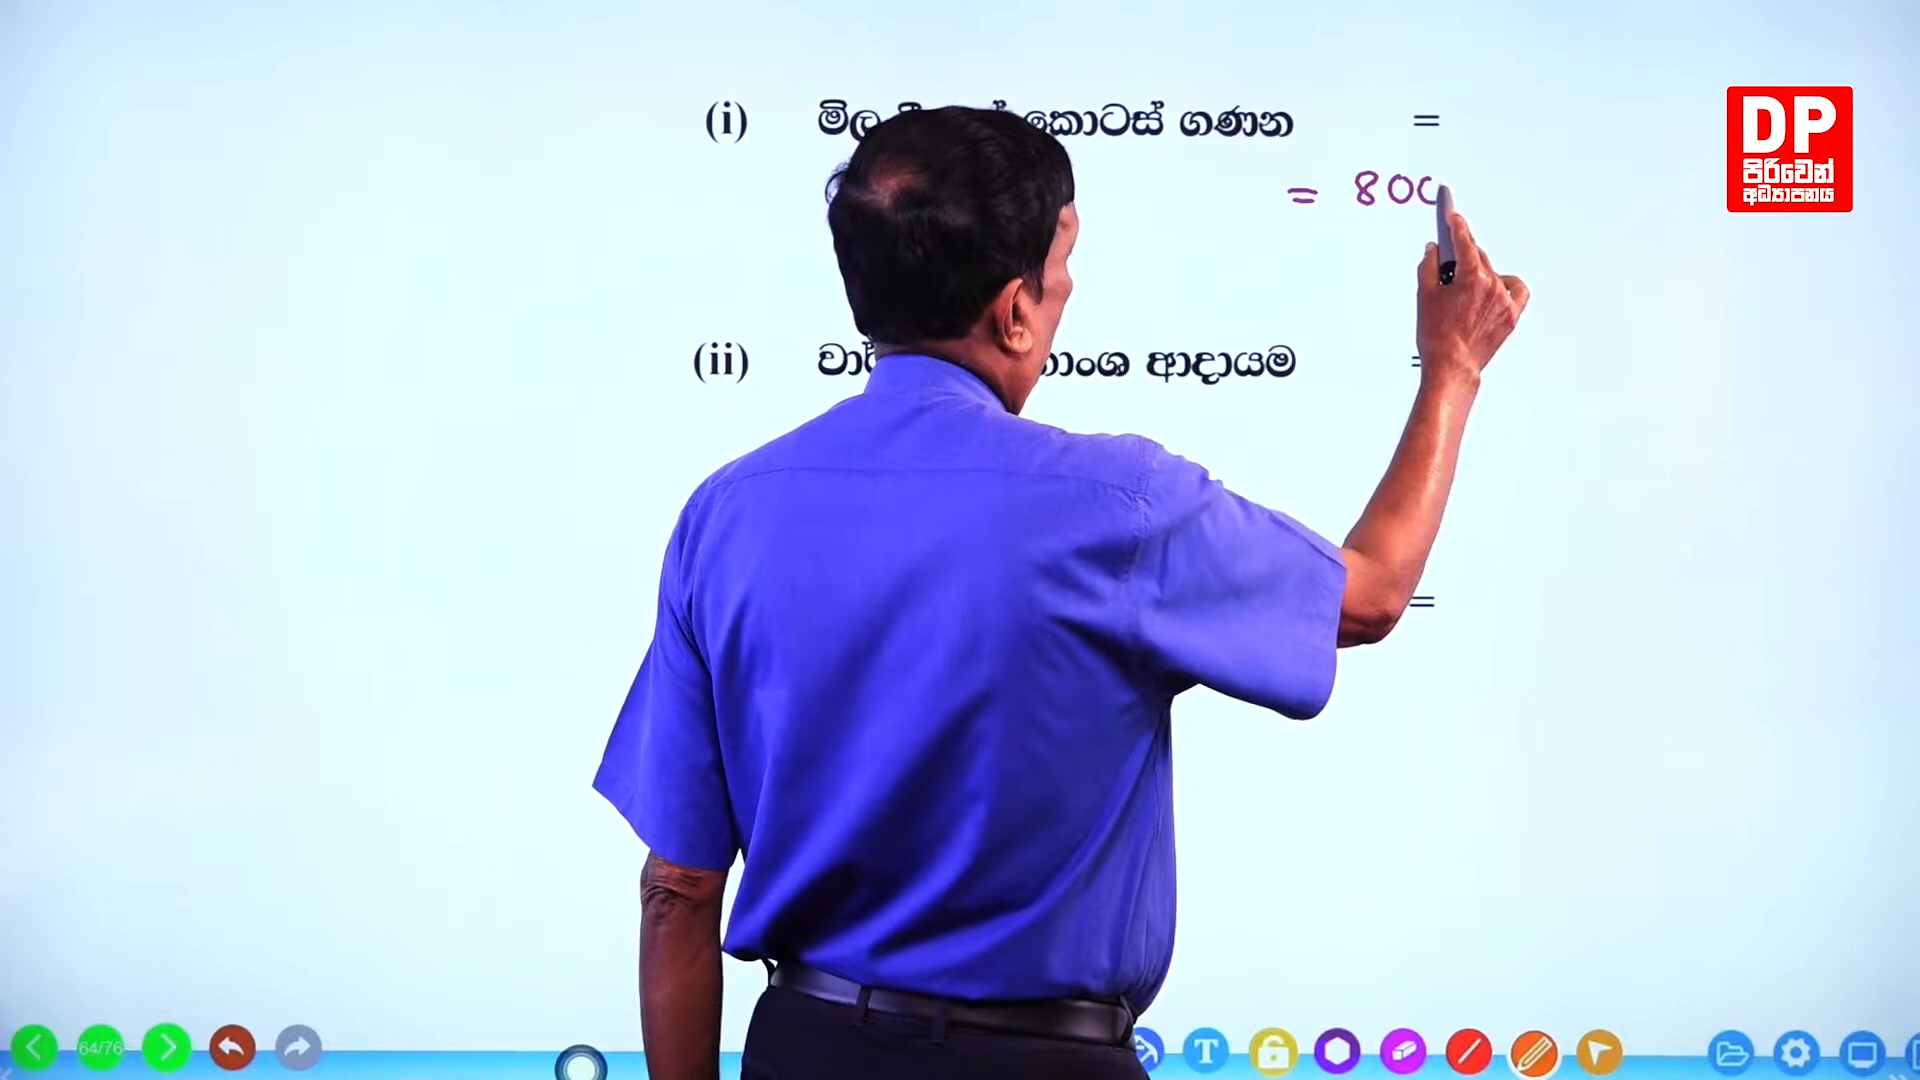 (i) කොටස් ගණන =
= 800
(ii) ආදායම =
=
DP
පිරිවෙන්
අධ්‍යාපනය
64/76
T